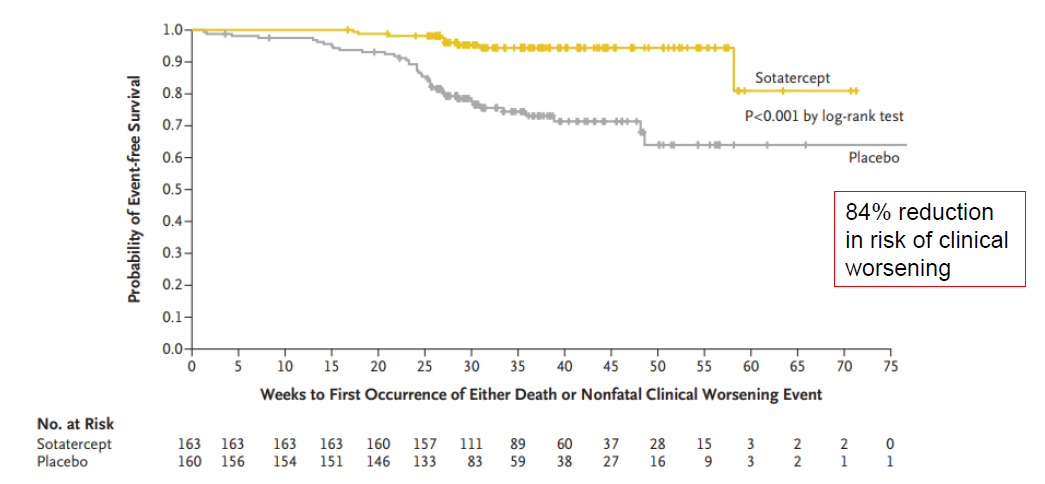 1.0
0.9
0.8
0.7
0.6
0.5
0.4
0.3
0.2
0.1
0.0
Probability of Event-free Survival
Sotatercept
P<0.001 by log-rank test
Placebo
84% reduction
in risk of clinical
worsening
0 5 10 15 20 25 30 35 40 45 50 55 60 65 70 75
Weeks to First Occurrence of Either Death or Nonfatal Clinical Worsening Event
No. at Risk
Sotatercept 163 163 163 163 160 157 111 89 60 37 28 15 3 2 2 0
Placebo 160 156 154 151 146 133 83 59 38 27 16 9 3 2 1 1